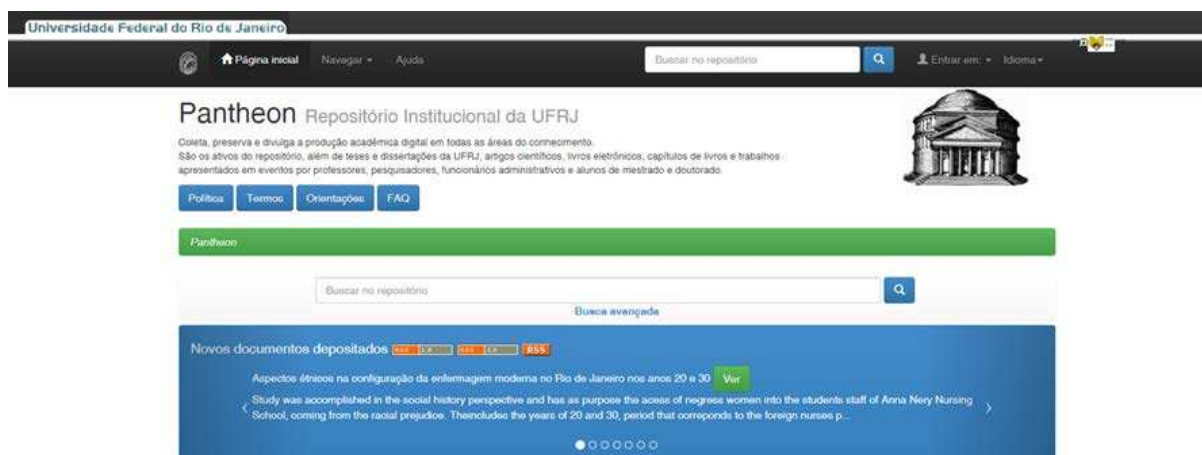 Universidade Federal do Rio de Janeiro
Página inicial Navegar Ajuda Buscar no repositório Entrar em: Idioma
Pantheon Repositório Institucional da UFRJ
Coleta, preserva e divulga a produção acadêmica digital em todas as áreas do conhecimento.
São os ativos do repositório, além de teses e dissertações da UFRJ, artigos científicos, livros eletrônicos, capítulos de livros e trabalhos
apresentados em eventos por professores, pesquisadores, funcionários administrativos e alunos de mestrado e doutorado.
Política Termos Orientações FAQ
Pantheon
Buscar no repositório
Busca avançada
Novos documentos depositados RSS 1.0 RSS RSS
Aspectos étnicos na configuração da enfermagem moderna no Rio de Janeiro nos anos 20 e 30 Ver
Study was accomplished in the social history perspective and has as purpose the acess of negress women into the students staff of Anna Nery Nursing
School, coming from the racial prejudice. Theincludes the years of 20 and 30, period that correponds to the foreign nurses p...